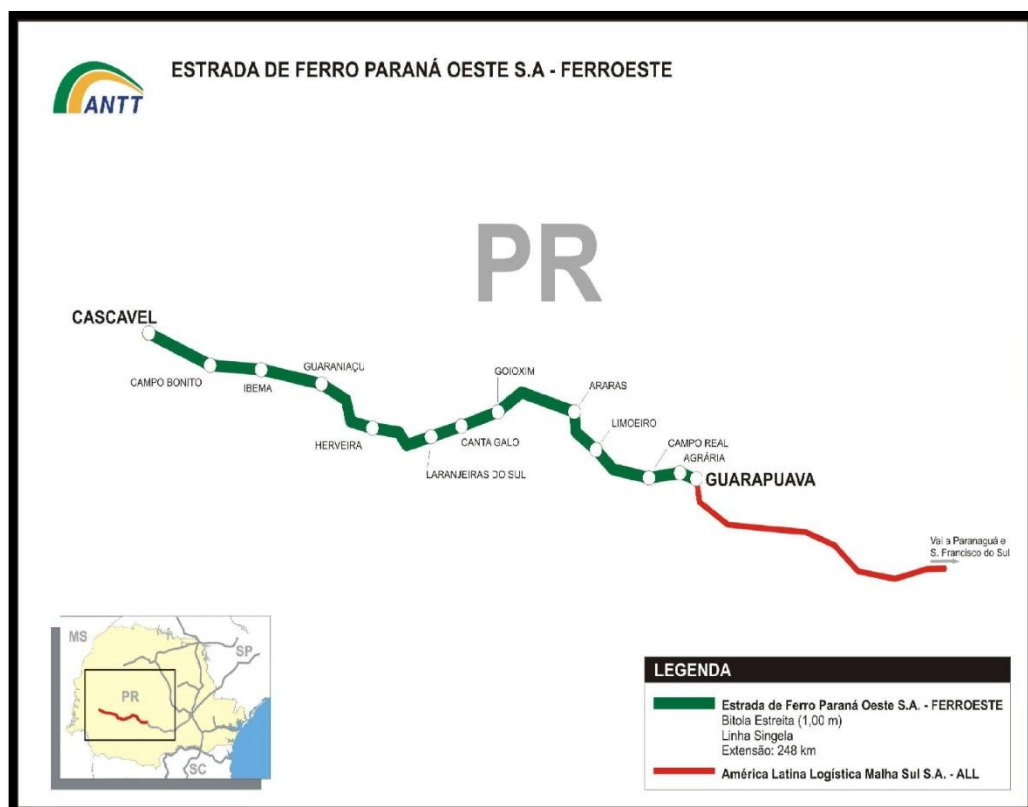 ESTRADA DE FERRO PARANÁ OESTE S.A - FERROESTE
ANTT
PR
CASCAVEL
CAMPO BONITO
IBEMA
GUARANIAÇU
HERVEIRA
LARANJEIRAS DO SUL
CANTA GALO
GOIOXIM
ARARAS
LIMOEIRO
CAMPO REAL
AGRÁRIA
GUARAPUAVA
Vai a Paranaguá e
S. Francisco do Sul
MS
SP
PR
SC
LEGENDA
Estrada de Ferro Paraná Oeste S.A. - FERROESTE
Bitola Estreita (1,00 m)
Linha Singela
Extensão: 248 km
América Latina Logística Malha Sul S.A. - ALL